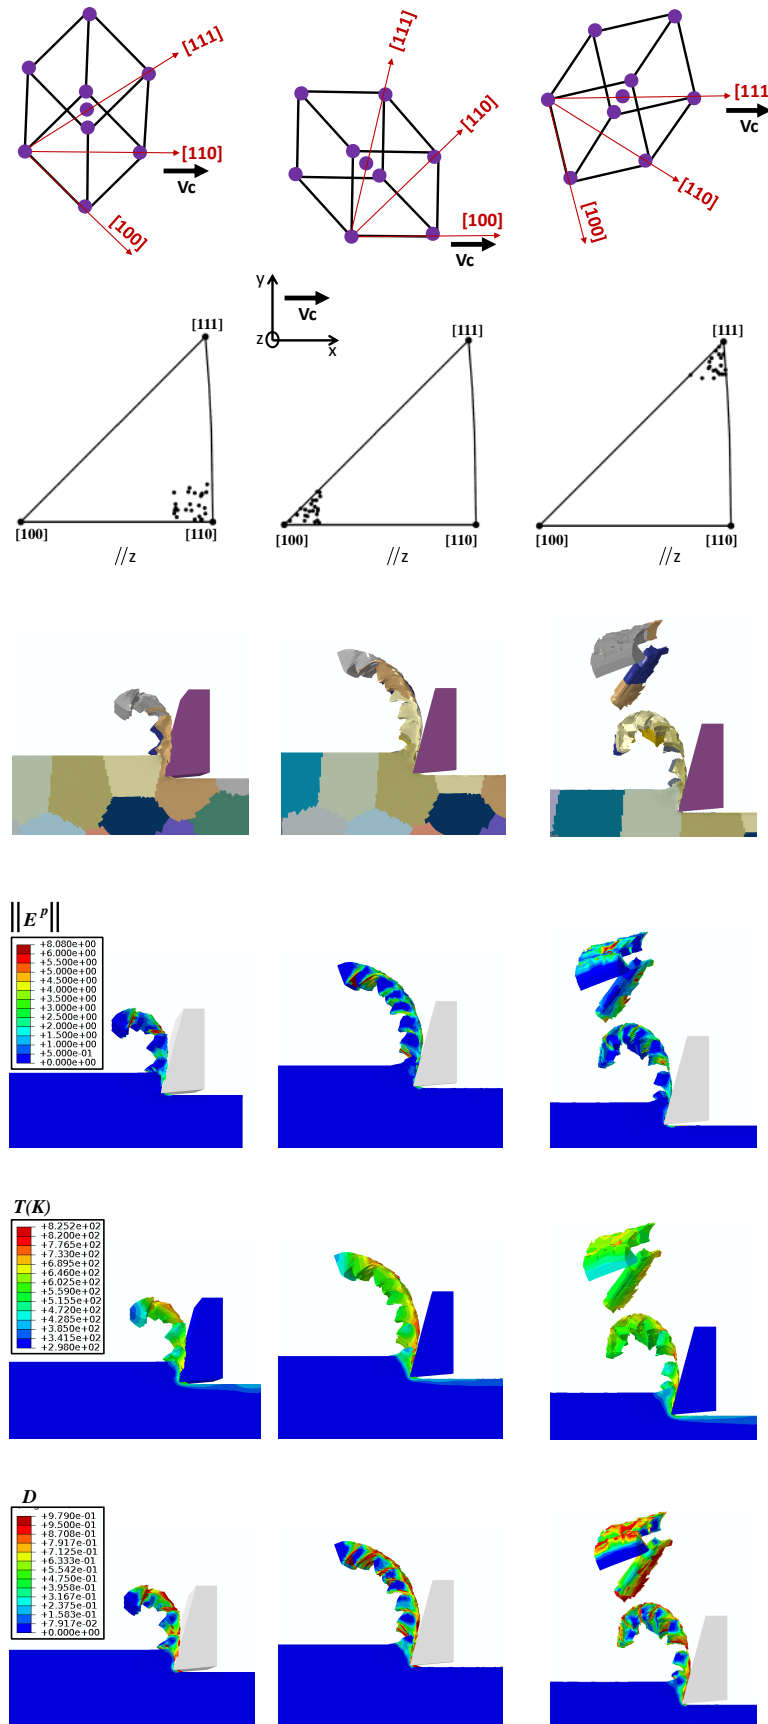 [111]
[110]
Vc
[100]
[111]
[110]
[100]
Vc
[111
Vc
[110]
[100]
y
Vc
z
x
[111]
[100]
[110]
//z
[111]
[100]
[110]
//z
[111]
[100]
[110]
//z
||E^p||
+8.080e+00
+6.000e+00
+5.500e+00
+5.000e+00
+4.500e+00
+4.000e+00
+3.500e+00
+3.000e+00
+2.500e+00
+2.000e+00
+1.500e+00
+1.000e+00
+5.000e-01
+0.000e+00
T(K)
+8.252e+02
+8.200e+02
+7.765e+02
+7.330e+02
+6.895e+02
+6.460e+02
+6.025e+02
+5.590e+02
+5.155e+02
+4.720e+02
+4.285e+02
+3.850e+02
+3.415e+02
+2.980e+02
D
+9.790e-01
+9.500e-01
+8.708e-01
+7.917e-01
+7.125e-01
+6.333e-01
+5.542e-01
+4.750e-01
+3.958e-01
+3.167e-01
+2.375e-01
+1.583e-01
+7.917e-02
+0.000e+00